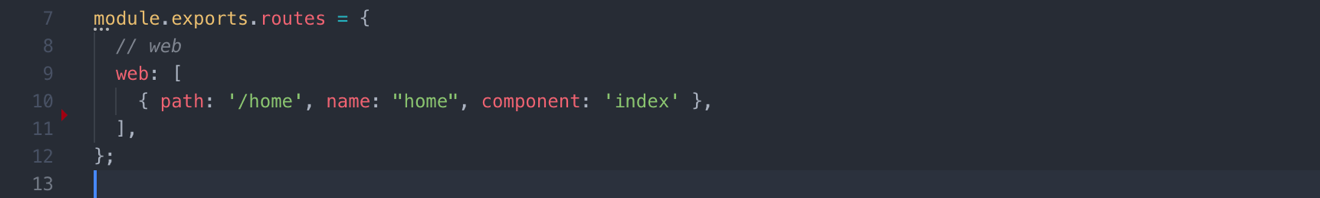 7 module.exports.routes = {
8 // web
9 web: [
10 { path: '/home', name: "home", component: 'index' },
11 ],
12 };
13